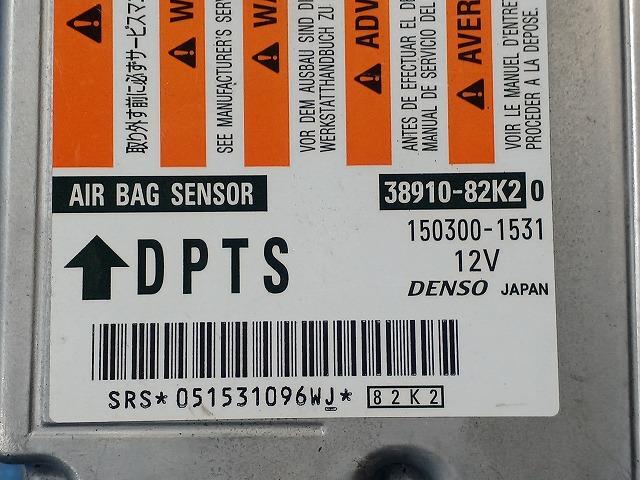 取り外す前に必ずサービスマ
SEE MANUFACTURER'S SERV
WA
VOR DEM AUSBAU SIND DI
WERKSTATTHANDBUCH ZU
ADV
ANTES DE EFECTUAR EL DE
MANUAL DE SERVICIO DEL
AVER
VOIR LE MANUEL D'ENTRE
PROCEDER A LA DEPOSE.
AIR BAG SENSOR
38910-82K2 0
150300-1531
12V
DPTS
DENSO JAPAN
SRS*051531096WJ* 82K2